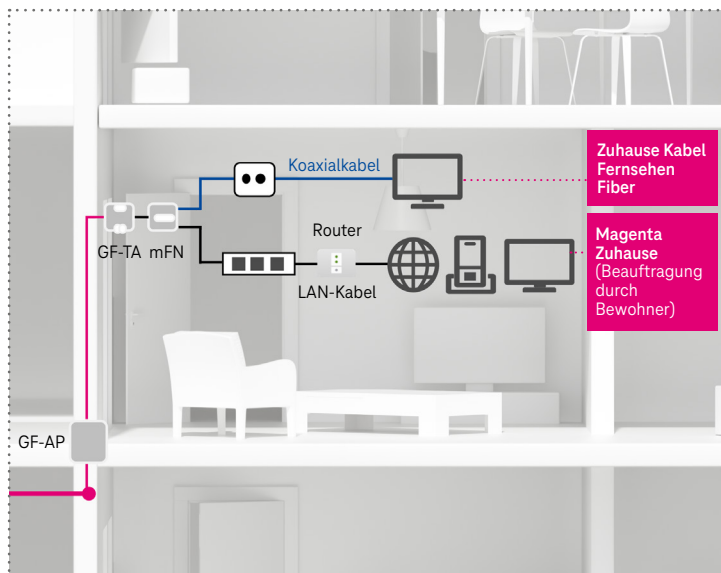 Koaxialkabel
Zuhause Kabel
Fernsehen
Fiber
GF-TA mFN
Router
LAN-Kabel
Magenta
Zuhause
(Beauftragung
durch
Bewohner)
GF-AP